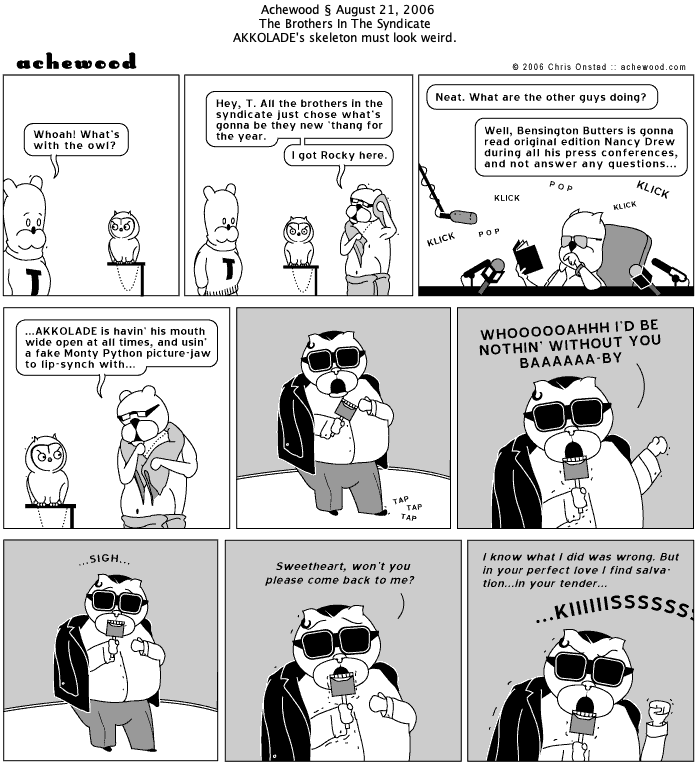 Achewood § August 21, 2006
The Brothers In The Syndicate
AKKOLADE's skeleton must look weird.
achewood
© 2006 Chris Onstad :: achewood.com
Whoah! What's
with the owl?
Hey, T. All the brothers in the
syndicate just chose what's
gonna be they new 'thang for
the year.
I got Rocky here.
Neat. What are the other guys doing?
Well, Bensington Butters is gonna
read original edition Nancy Drew
during all his press conferences,
and not answer any questions...
KLICK
POP
KLICK
KLICK
KLICK
POP
T
T
...AKKOLADE is havin' his mouth
wide open at all times, and usin'
a fake Monty Python picture-jaw
to lip-synch with...
TAP
TAP
TAP
WHOOOOOAHHH I'D BE
NOTHIN' WITHOUT YOU
BAAAAAA-BY
...SIGH...
Sweetheart, won't you
please come back to me?
I know what I did was wrong. But
in your perfect love I find salva-
tion...in your tender...
...KIIIIIISSSSSSS